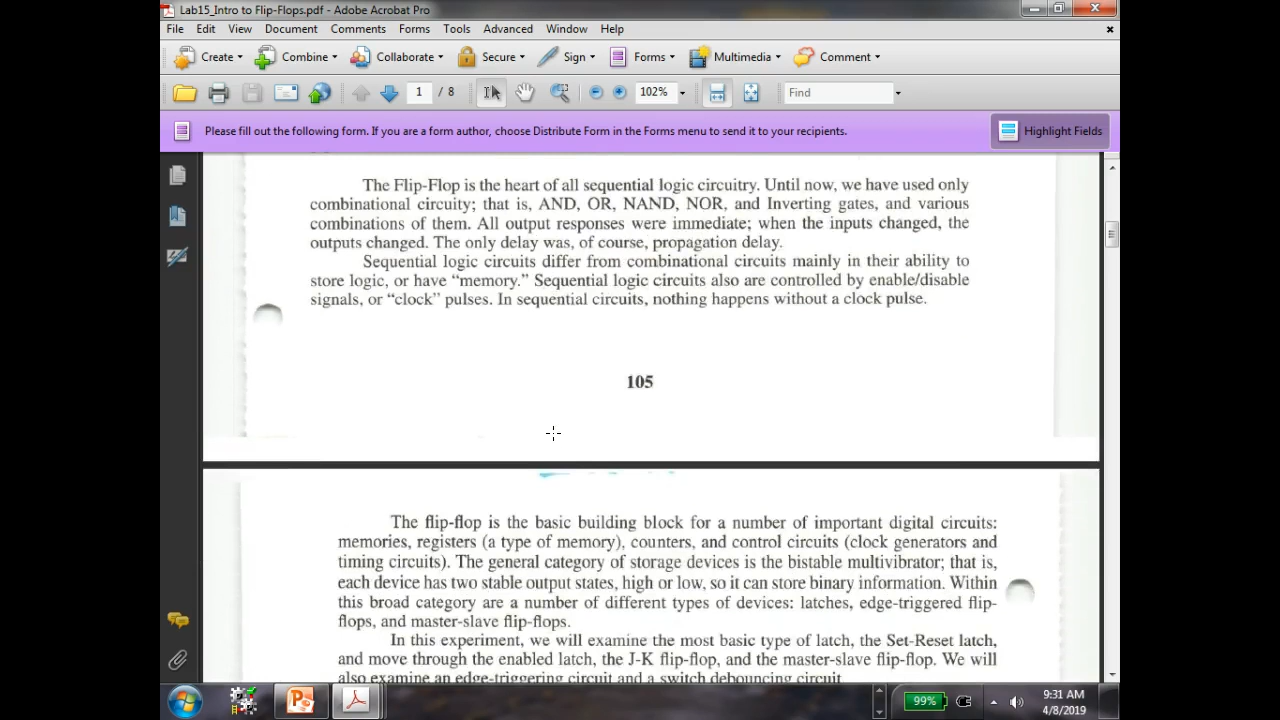 Lab15_Intro to Flip-Flops.pdf - Adobe Acrobat Pro
File Edit View Document Comments Forms Tools Advanced Window Help
Create Combine Collaborate Secure Sign Forms Multimedia Comment
1 / 8 102% Find
Please fill out the following form. If you are a form author, choose Distribute Form in the Forms menu to send it to your recipients.
Highlight Fields
The Flip-Flop is the heart of all sequential logic circuitry. Until now, we have used only
combinational circuity; that is, AND, OR, NAND, NOR, and Inverting gates, and various
combinations of them. All output responses were immediate; when the inputs changed, the
outputs changed. The only delay was, of course, propagation delay.
Sequential logic circuits differ from combinational circuits mainly in their ability to
store logic, or have “memory.” Sequential logic circuits also are controlled by enable/disable
signals, or “clock” pulses. In sequential circuits, nothing happens without a clock pulse.
105
The flip-flop is the basic building block for a number of important digital circuits:
memories, registers (a type of memory), counters, and control circuits (clock generators and
timing circuits). The general category of storage devices is the bistable multivibrator; that is,
each device has two stable output states, high or low, so it can store binary information. Within
this broad category are a number of different types of devices: latches, edge-triggered flip-
flops, and master-slave flip-flops.
In this experiment, we will examine the most basic type of latch, the Set-Reset latch,
and move through the enabled latch, the J-K flip-flop, and the master-slave flip-flop. We will
also examine an edge-triggering circuit and a switch debouncing circuit
99%
9:31 AM
4/8/2019